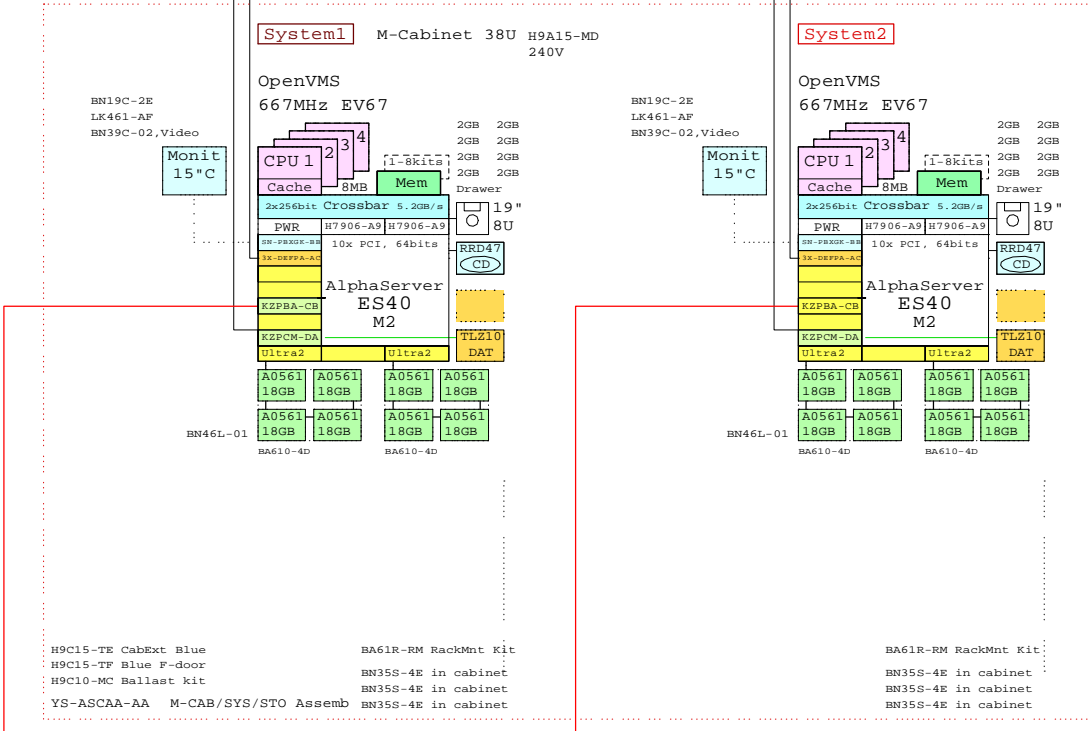 System1 M-Cabinet 38U H9A15-MD
240V
OpenVMS
667MHz EV67
BN19C-2E
LK461-AF
BN39C-02,Video
Monit
15"C
2GB 2GB
2GB 2GB
2GB 2GB
2GB 2GB
Drawer
4
3
2
CPU 1
Cache
8MB
1-8kits
Mem
2x256bit Crossbar 5.2GB/s
19"
8U
PWR H7906-A9 H7906-A9
SN-PBXGK-BB 10x PCI, 64bits
3X-DEFPA-AC
RRD47
CD
AlphaServer
KZPBA-CB ES40
M2
KZPCM-DA
TLZ10
DAT
Ultra2 Ultra2
A0561 A0561 A0561 A0561
18GB 18GB 18GB 18GB
A0561 A0561 A0561 A0561
18GB 18GB 18GB 18GB
BN46L-01
BA610-4D BA610-4D
H9C15-TE CabExt Blue
H9C15-TF Blue F-door
H9C10-MC Ballast kit
YS-ASCAA-AA M-CAB/SYS/STO Assemb
BA61R-RM RackMnt Kit
BN35S-4E in cabinet
BN35S-4E in cabinet
BN35S-4E in cabinet
System2
OpenVMS
667MHz EV67
BN19C-2E
LK461-AF
BN39C-02,Video
Monit
15"C
2GB 2GB
2GB 2GB
2GB 2GB
2GB 2GB
Drawer
4
3
2
CPU 1
Cache
8MB
1-8kits
Mem
2x256bit Crossbar 5.2GB/s
19"
8U
PWR H7906-A9 H7906-A9
SN-PBXGK-BB 10x PCI, 64bits
3X-DEFPA-AC
RRD47
CD
AlphaServer
KZPBA-CB ES40
M2
KZPCM-DA
TLZ10
DAT
Ultra2 Ultra2
A0561 A0561 A0561 A0561
18GB 18GB 18GB 18GB
A0561 A0561 A0561 A0561
18GB 18GB 18GB 18GB
BN46L-01
BA610-4D BA610-4D
BA61R-RM RackMnt Kit
BN35S-4E in cabinet
BN35S-4E in cabinet
BN35S-4E in cabinet